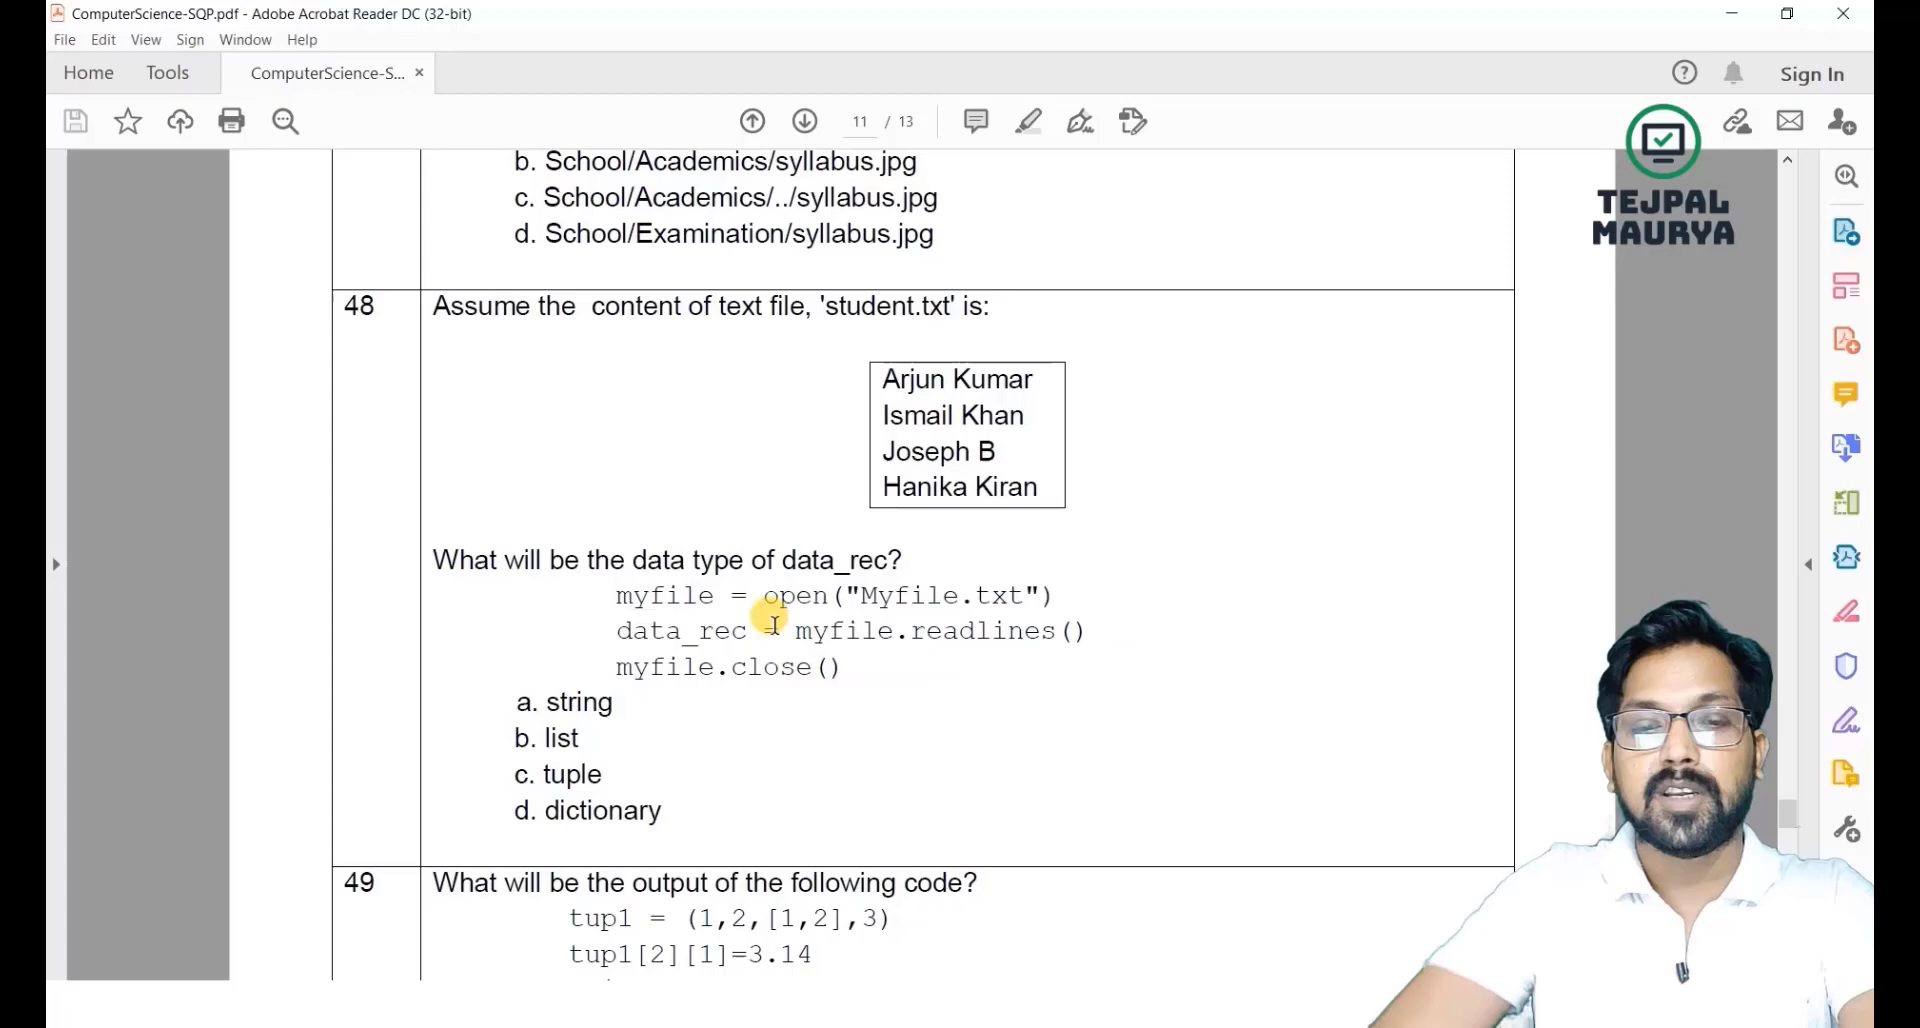 ComputerScience-SQP.pdf - Adobe Acrobat Reader DC (32-bit)
File Edit View Sign Window Help
Home Tools ComputerScience-S... × Sign In
11 / 13
TEJPAL
MAURYA
b. School/Academics/syllabus.jpg
c. School/Academics/../syllabus.jpg
d. School/Examination/syllabus.jpg
48 Assume the content of text file, 'student.txt' is:
Arjun Kumar
Ismail Khan
Joseph B
Hanika Kiran
What will be the data type of data_rec?
myfile = open("Myfile.txt")
data_rec = myfile.readlines()
myfile.close()
a. string
b. list
c. tuple
d. dictionary
49 What will be the output of the following code?
tup1 = (1,2,[1,2],3)
tup1[2][1]=3.14